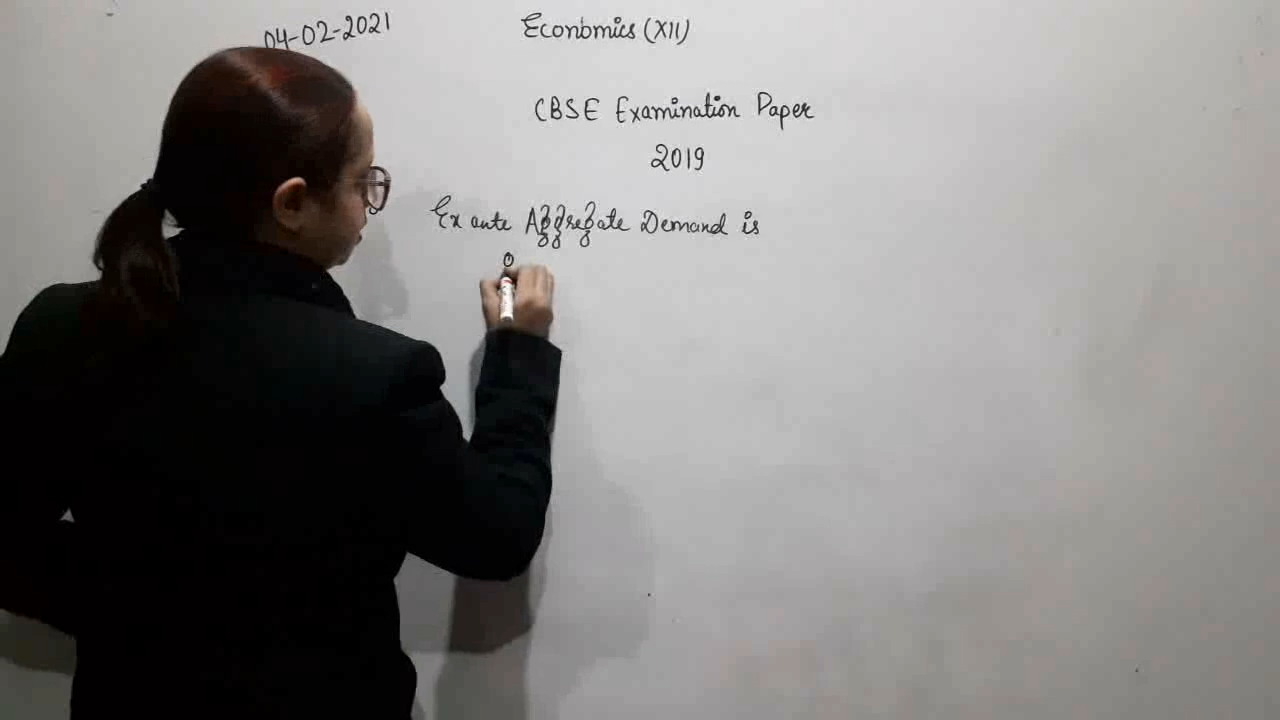 04-02-2021
Economics (XII)
CBSE Examination Paper
2019
Ex ante Aggregate Demand is
o